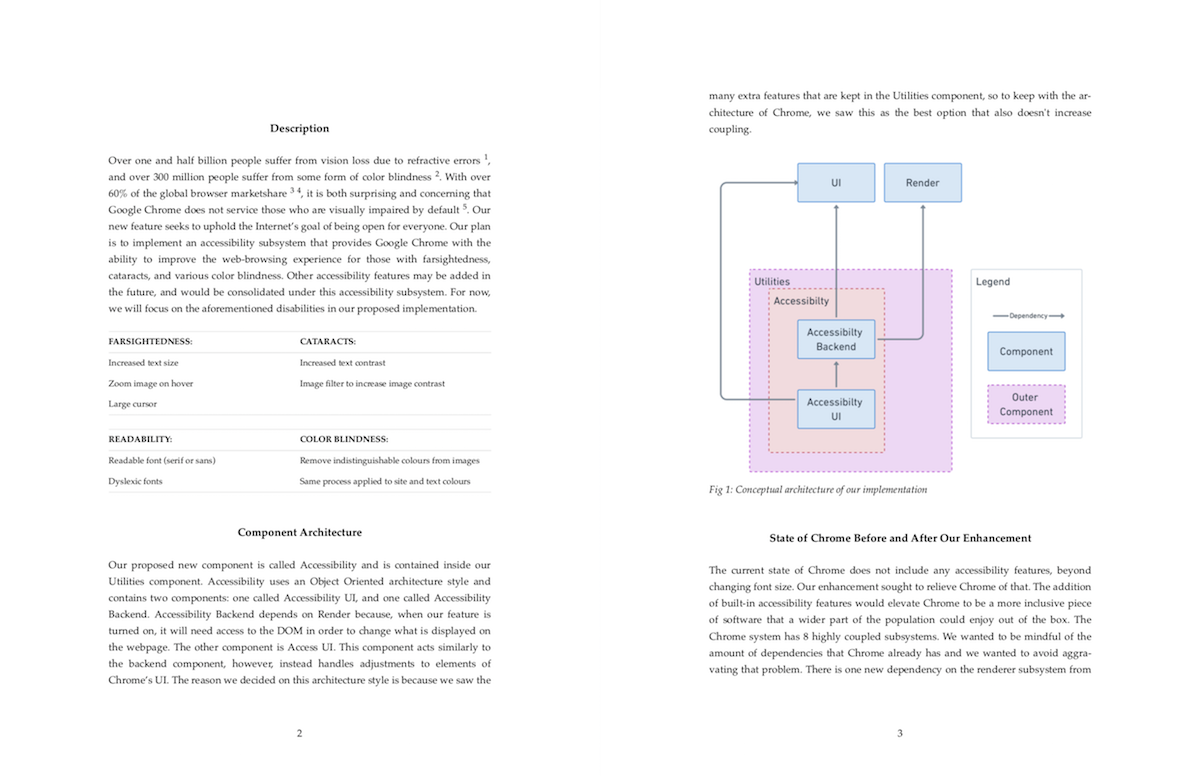 Description
Over one and half billion people suffer from vision loss due to refractive errors 1,
and over 300 million people suffer from some form of color blindness 2. With over
60% of the global browser marketshare 3 4, it is both surprising and concerning that
Google Chrome does not service those who are visually impaired by default 5. Our
new feature seeks to uphold the Internet's goal of being open for everyone. Our plan
is to implement an accessibility subsystem that provides Google Chrome with the
ability to improve the web-browsing experience for those with farsightedness,
cataracts, and various color blindness. Other accessibility features may be added in
the future, and would be consolidated under this accessibility subsystem. For now,
we will focus on the aforementioned disabilities in our proposed implementation.
FARSIGHTEDNESS: CATARACTS:
Increased text size Increased text contrast
Zoom image on hover Image filter to increase image contrast
Large cursor
READABILITY: COLOR BLINDNESS:
Readable font (serif or sans) Remove indistinguishable colours from images
Dyslexic fonts Same process applied to site and text colours
Component Architecture
Our proposed new component is called Accessibility and is contained inside our
Utilities component. Accessibility uses an Object Oriented architecture style and
contains two components: one called Accessibility UI, and one called Accessibility
Backend. Accessibility Backend depends on Render because, when our feature is
turned on, it will need access to the DOM in order to change what is displayed on
the webpage. The other component is Access UI. This component acts similarly to
the backend component, however, instead handles adjustments to elements of
Chrome's UI. The reason we decided on this architecture style is because we saw the
2
many extra features that are kept in the Utilities component, so to keep with the ar-
chitecture of Chrome, we saw this as the best option that also doesn't increase
coupling.
UI
Render
Utilities
Accessibilty
Accessibilty
Backend
Accessibilty
UI
Legend
Dependency
Component
Outer
Component
Fig 1: Conceptual architecture of our implementation
State of Chrome Before and After Our Enhancement
The current state of Chrome does not include any accessibility features, beyond
changing font size. Our enhancement sought to relieve Chrome of that. The addition
of built-in accessibility features would elevate Chrome to be a more inclusive piece
of software that a wider part of the population could enjoy out of the box. The
Chrome system has 8 highly coupled subsystems. We wanted to be mindful of the
amount of dependencies that Chrome already has and we wanted to avoid aggra-
vating that problem. There is one new dependency on the renderer subsystem from
3